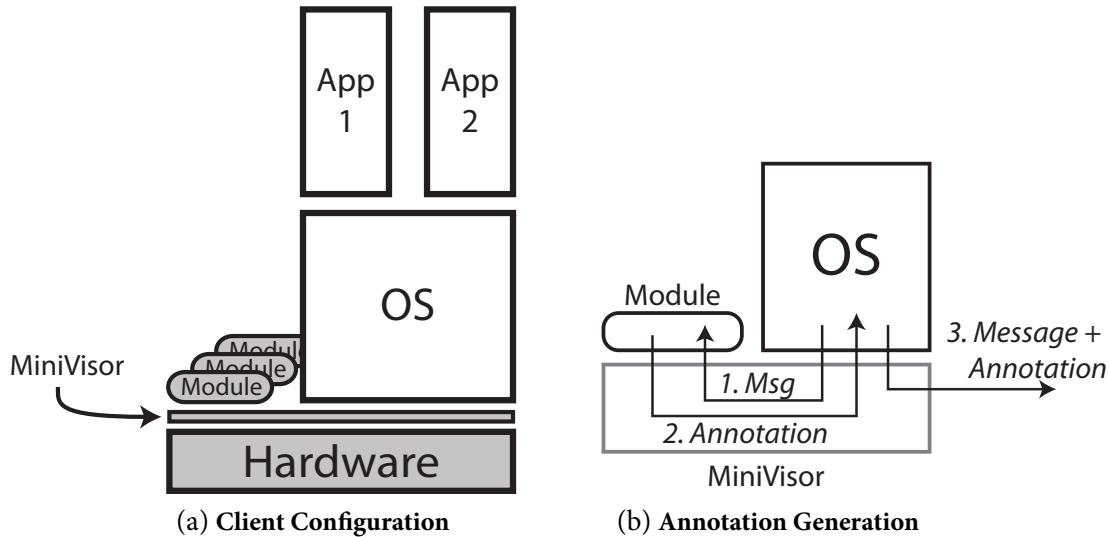 App
1
App
2
OS
Module
Module
Module
MiniVisor
Hardware
(a) Client Configuration
OS
Module
1. Msg
2. Annotation
3. Message +
Annotation
MiniVisor
(b) Annotation Generation